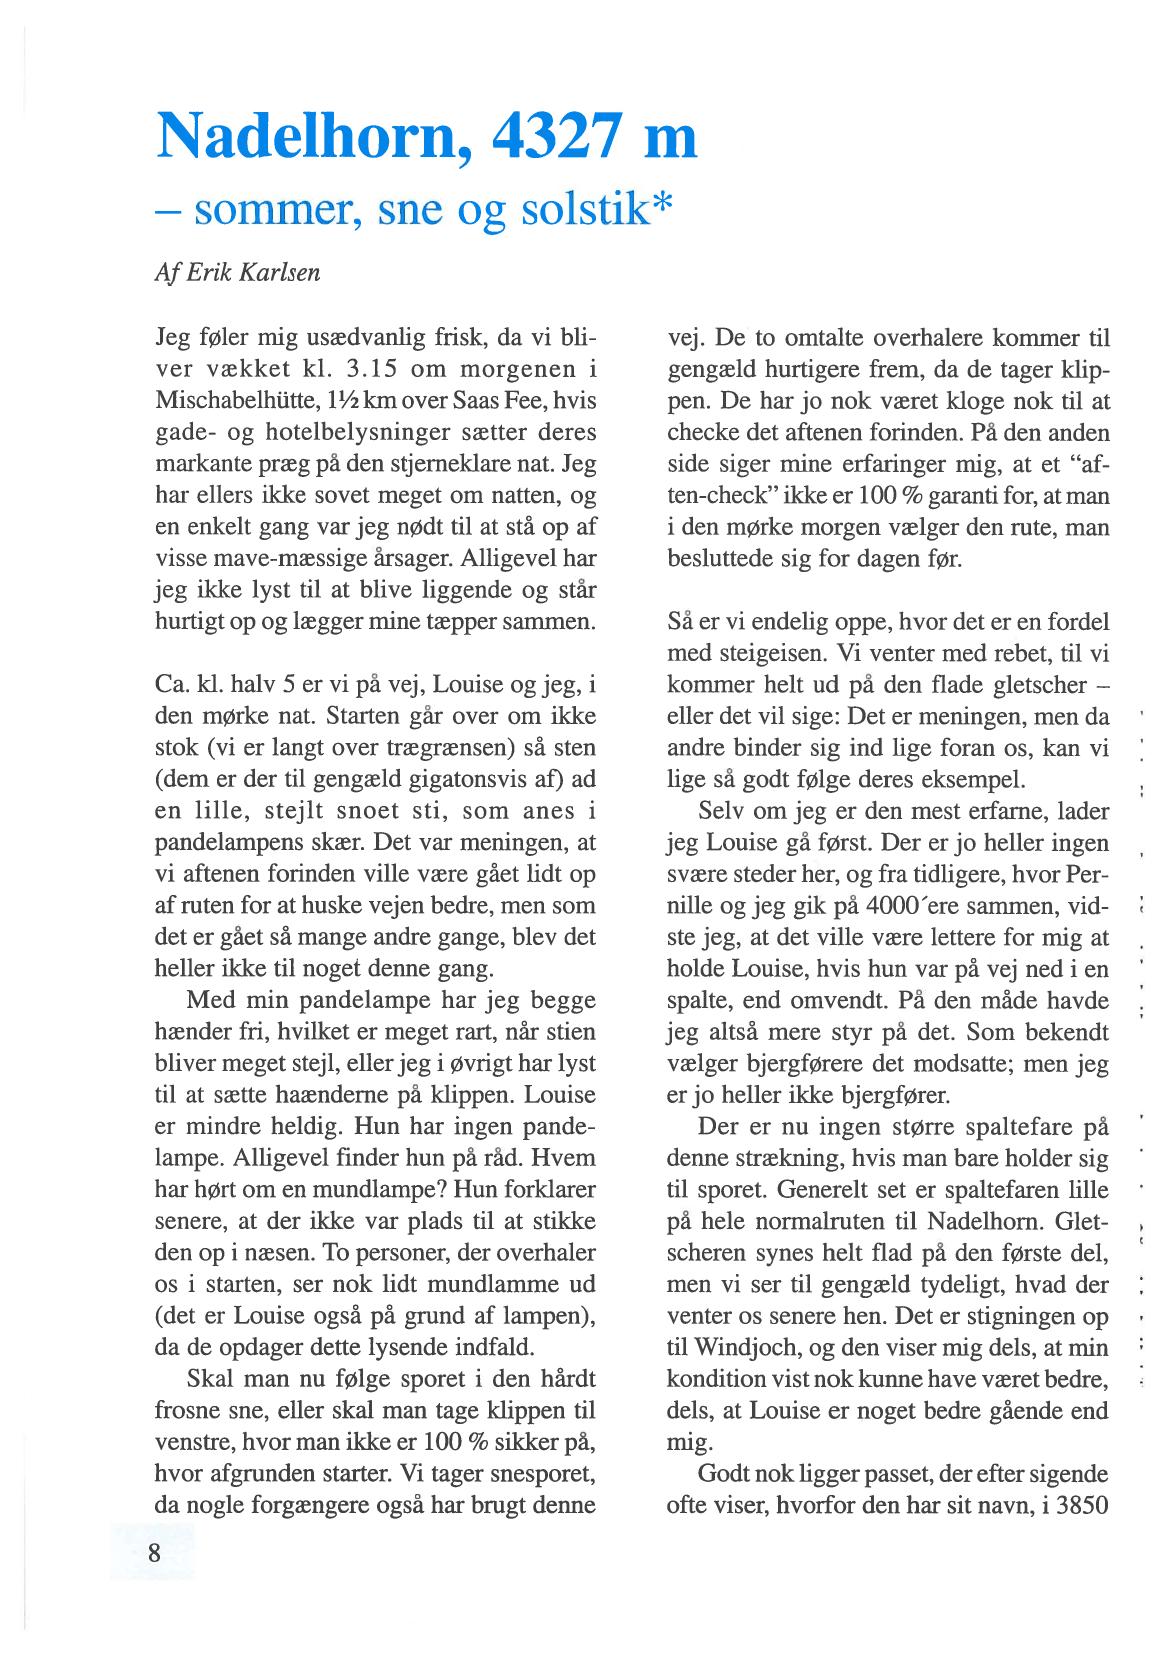 Nadelhorn, 4327 m
– sommer, sne og solstik*
Af Erik Karlsen
Jeg føler mig usædvanlig frisk, da vi bli-
ver vækket kl. 3.15 om morgenen i
Mischabelhütte, 1½ km over Saas Fee, hvis
gade- og hotelbelysninger sætter deres
markante præg på den stjerneklare nat. Jeg
har ellers ikke sovet meget om natten, og
en enkelt gang var jeg nødt til at stå op af
visse mave-mæssige årsager. Alligevel har
jeg ikke lyst til at blive liggende og står
hurtigt op og lægger mine tæpper sammen.
Ca. kl. halv 5 er vi på vej, Louise og jeg, i
den mørke nat. Starten går over om ikke
stok (vi er langt over trægrænsen) så sten
(dem er der til gengæld gigatonsvis af) ad
en lille, stejlt snoet sti, som anes i
pandelampens skær. Det var meningen, at
vi aftenen forinden ville være gået lidt op
af ruten for at huske vejen bedre, men som
det er gået så mange andre gange, blev det
heller ikke til noget denne gang.
Med min pandelampe har jeg begge
hænder fri, hvilket er meget rart, når stien
bliver meget stejl, eller jeg i øvrigt har lyst
til at sætte haænderne på klippen. Louise
er mindre heldig. Hun har ingen pande-
lampe. Alligevel finder hun på råd. Hvem
har hørt om en mundlampe? Hun forklarer
senere, at der ikke var plads til at stikke
den op i næsen. To personer, der overhaler
os i starten, ser nok lidt mundlamme ud
(det er Louise også på grund af lampen),
da de opdager dette lysende indfald.
Skal man nu følge sporet i den hårdt
frosne sne, eller skal man tage klippen til
venstre, hvor man ikke er 100 % sikker på,
hvor afgrunden starter. Vi tager snesporet,
da nogle forgængere også har brugt denne
vej. De to omtalte overhalere kommer til
gengæld hurtigere frem, da de tager klip-
pen. De har jo nok været kloge nok til at
checke det aftenen forinden. På den anden
side siger mine erfaringer mig, at et “af-
ten-check” ikke er 100 % garanti for, at man
i den mørke morgen vælger den rute, man
besluttede sig for dagen før.
Så er vi endelig oppe, hvor det er en fordel
med steigeisen. Vi venter med rebet, til vi
kommer helt ud på den flade gletscher –
eller det vil sige: Det er meningen, men da
andre binder sig ind lige foran os, kan vi
lige så godt følge deres eksempel.
Selv om jeg er den mest erfarne, lader
jeg Louise gå først. Der er jo heller ingen
svære steder her, og fra tidligere, hvor Per-
nille og jeg gik på 4000´ere sammen, vid-
ste jeg, at det ville være lettere for mig at
holde Louise, hvis hun var på vej ned i en
spalte, end omvendt. På den måde havde
jeg altså mere styr på det. Som bekendt
vælger bjergførere det modsatte; men jeg
er jo heller ikke bjergfører.
Der er nu ingen større spaltefare på
denne strækning, hvis man bare holder sig
til sporet. Generelt set er spaltefaren lille
på hele normalruten til Nadelhorn. Glet-
scheren synes helt flad på den første del,
men vi ser til gengæld tydeligt, hvad der
venter os senere hen. Det er stigningen op
til Windjoch, og den viser mig dels, at min
kondition vist nok kunne have været bedre,
dels, at Louise er noget bedre gående end
mig.
Godt nok ligger passet, der efter sigende
ofte viser, hvorfor den har sit navn, i 3850
8